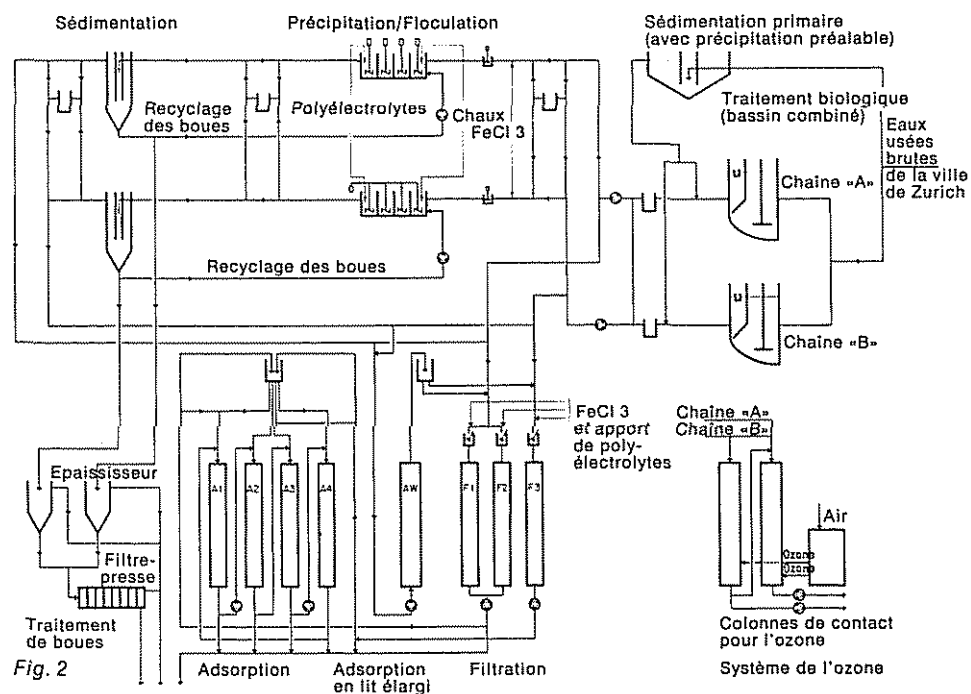 Sédimentation
Précipitation/Floculation
Sédimentation primaire
(avec précipitation préalable)
Recyclage
des boues
Polyélectrolytes
Chaux
FeCl 3
Traitement biologique
(bassin combiné)
Eaux
usées
brutes
de la ville
de Zurich
u
Chaîne «A»
Recyclage des boues
u
Chaîne «B»
Epaississeur
Filtre-
presse
Traitement
de boues
A1
A2
A3
A4
AW
F1
F2
F3
FeCl 3
et apport
de poly-
électrolytes
Chaîne «A»
Chaîne «B»
Air
Ozone
Ozone
Colonnes de contact
pour l'ozone
Système de l'ozone
Adsorption
Adsorption
en lit élargi
Filtration
Fig. 2